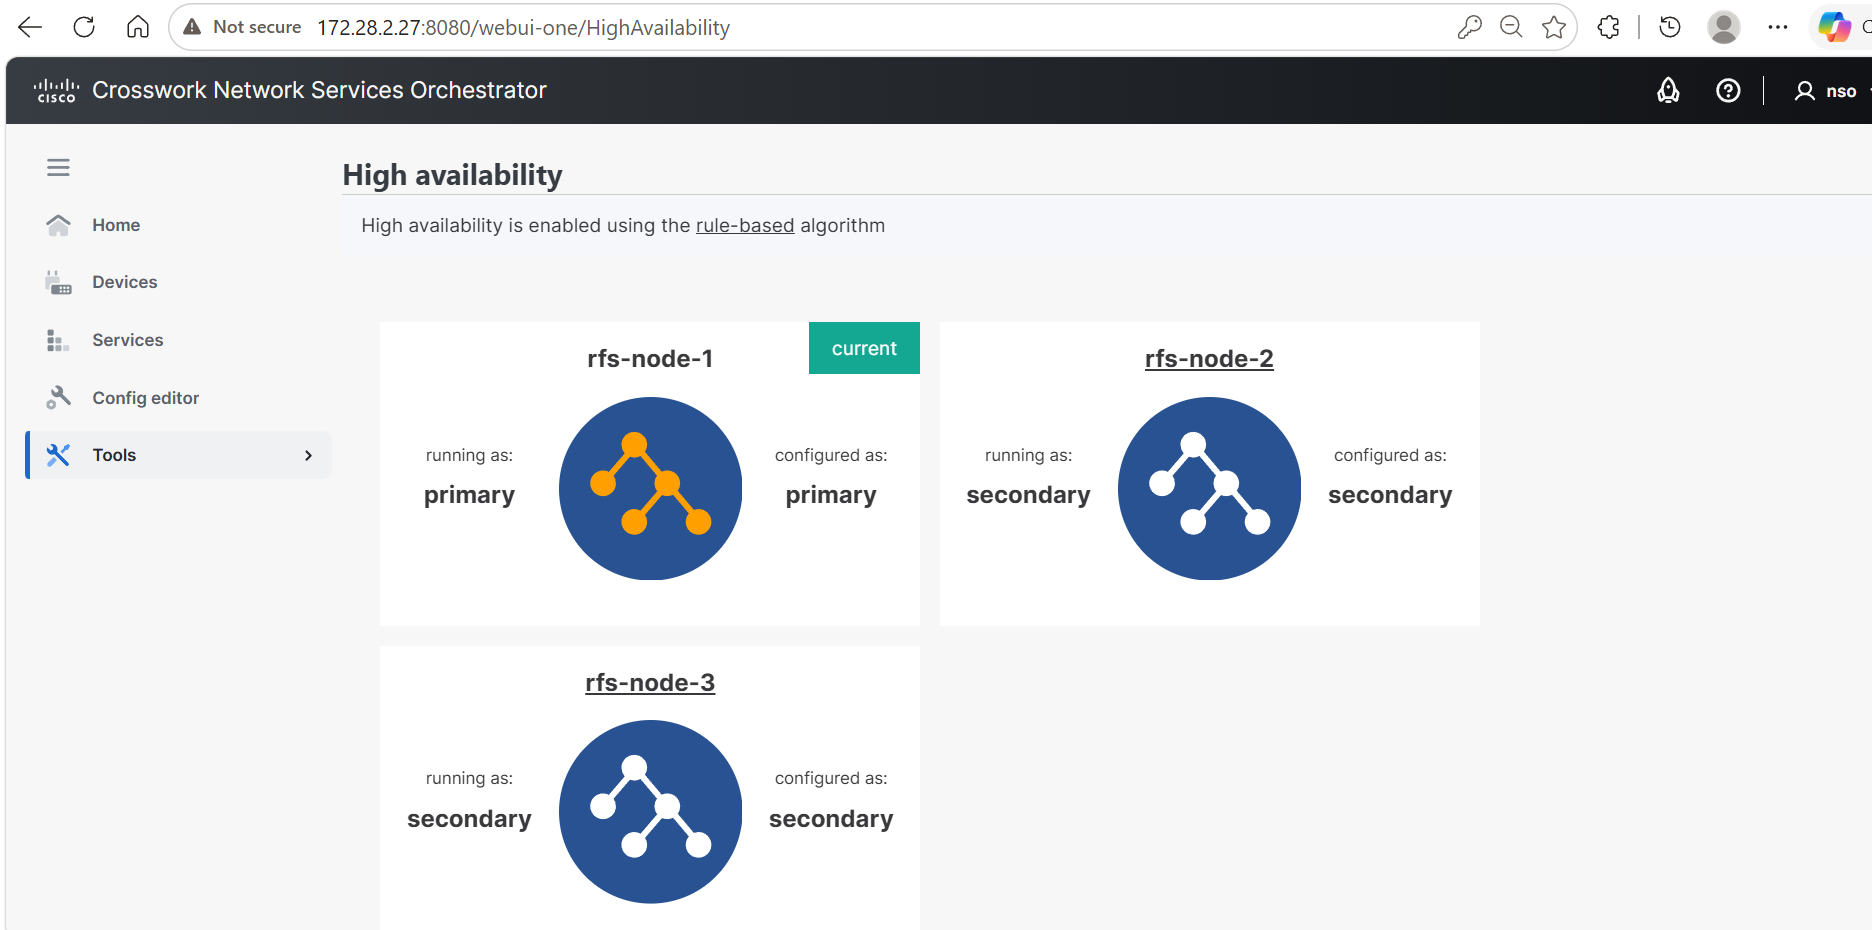 Not secure 172.28.2.27:8080/webui-one/HighAvailability
CISCO Crosswork Network Services Orchestrator
nso
High availability
High availability is enabled using the rule-based algorithm
Home
Devices
Services
Config editor
Tools
rfs-node-1
current
running as:
primary
configured as:
primary
rfs-node-2
running as:
secondary
configured as:
secondary
rfs-node-3
running as:
secondary
configured as:
secondary